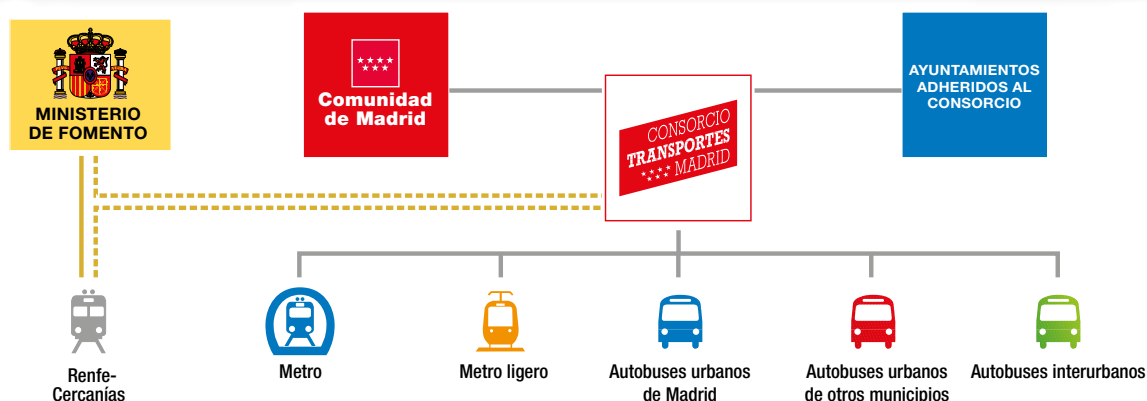 MINISTERIO
DE FOMENTO
Comunidad
de Madrid
CONSORCIO
TRANSPORTES
MADRID
AYUNTAMIENTOS
ADHERIDOS AL
CONSORCIO
Renfe-
Cercanías
Metro
Metro ligero
Autobuses urbanos
de Madrid
Autobuses urbanos
de otros municipios
Autobuses interurbanos